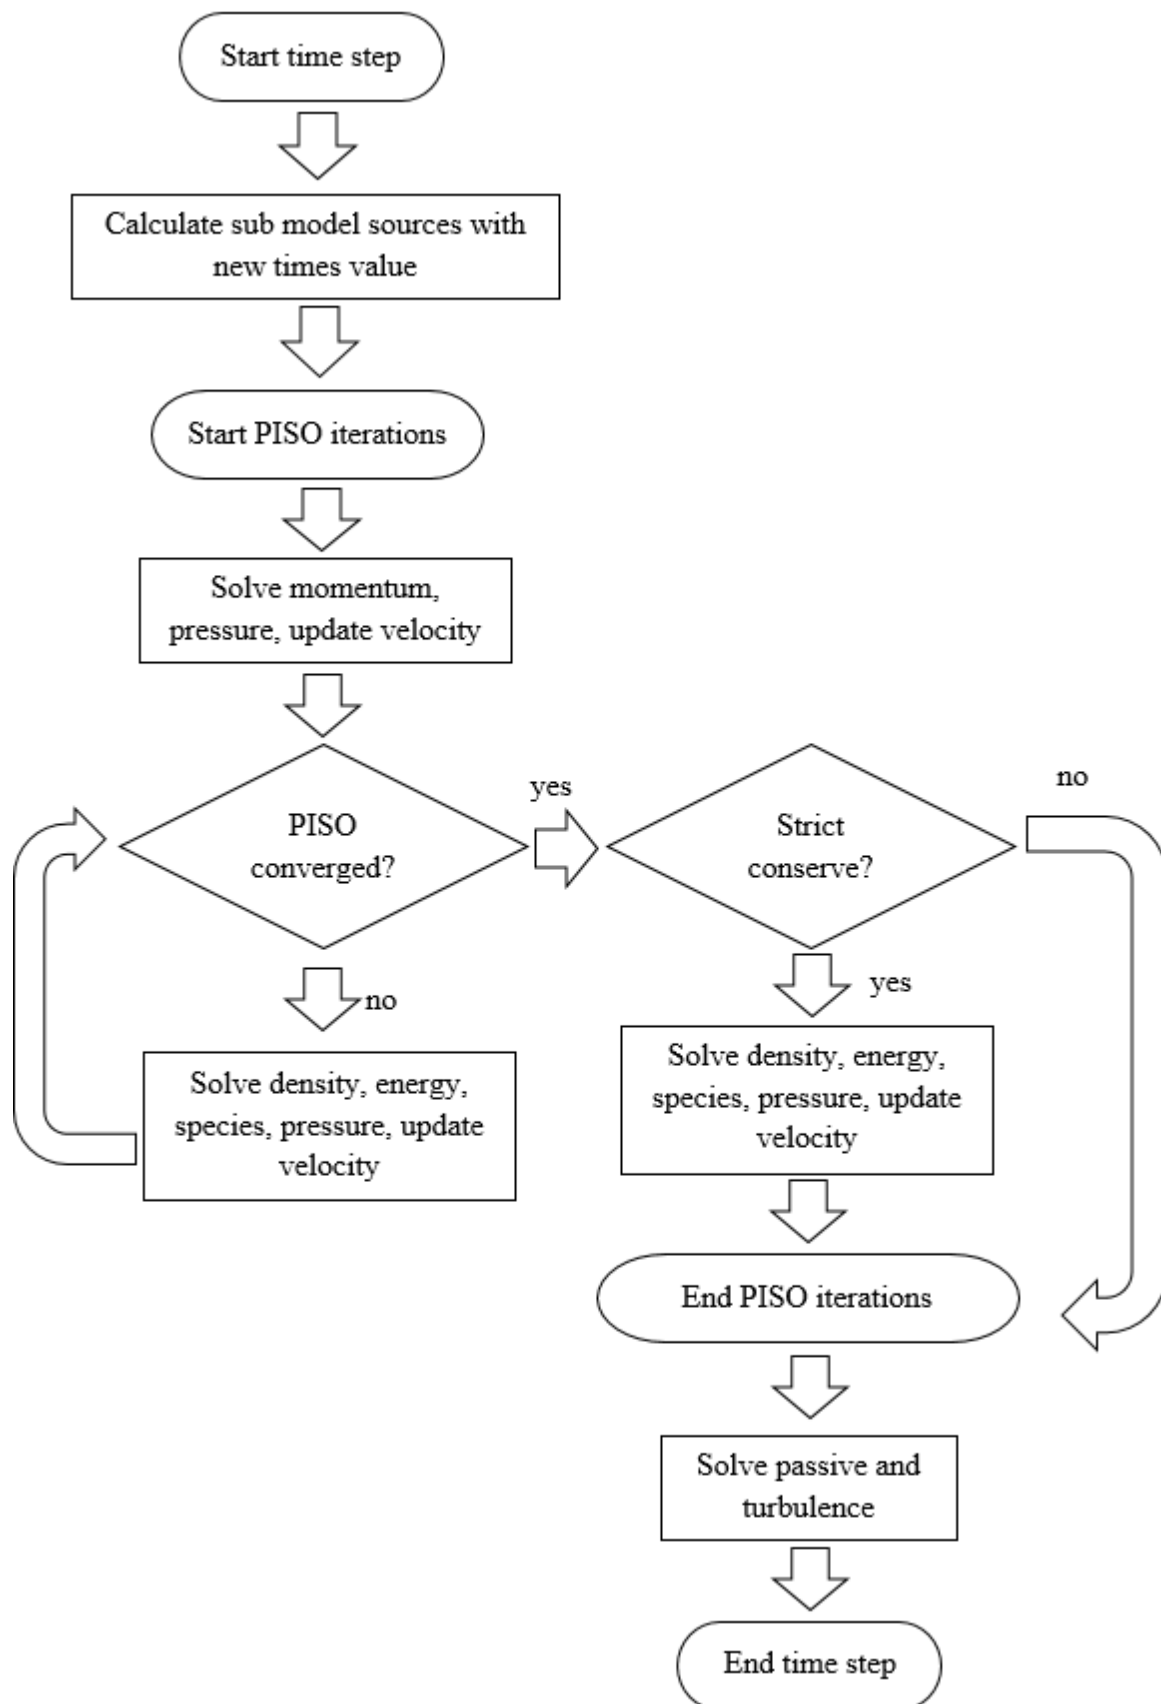 Start time step
Calculate sub model sources with
new times value
Start PISO iterations
Solve momentum,
pressure, update velocity
PISO
converged?
yes
Strict
conserve?
no
no
yes
Solve density, energy,
species, pressure, update
velocity
Solve density, energy,
species, pressure, update
velocity
End PISO iterations
Solve passive and
turbulence
End time step